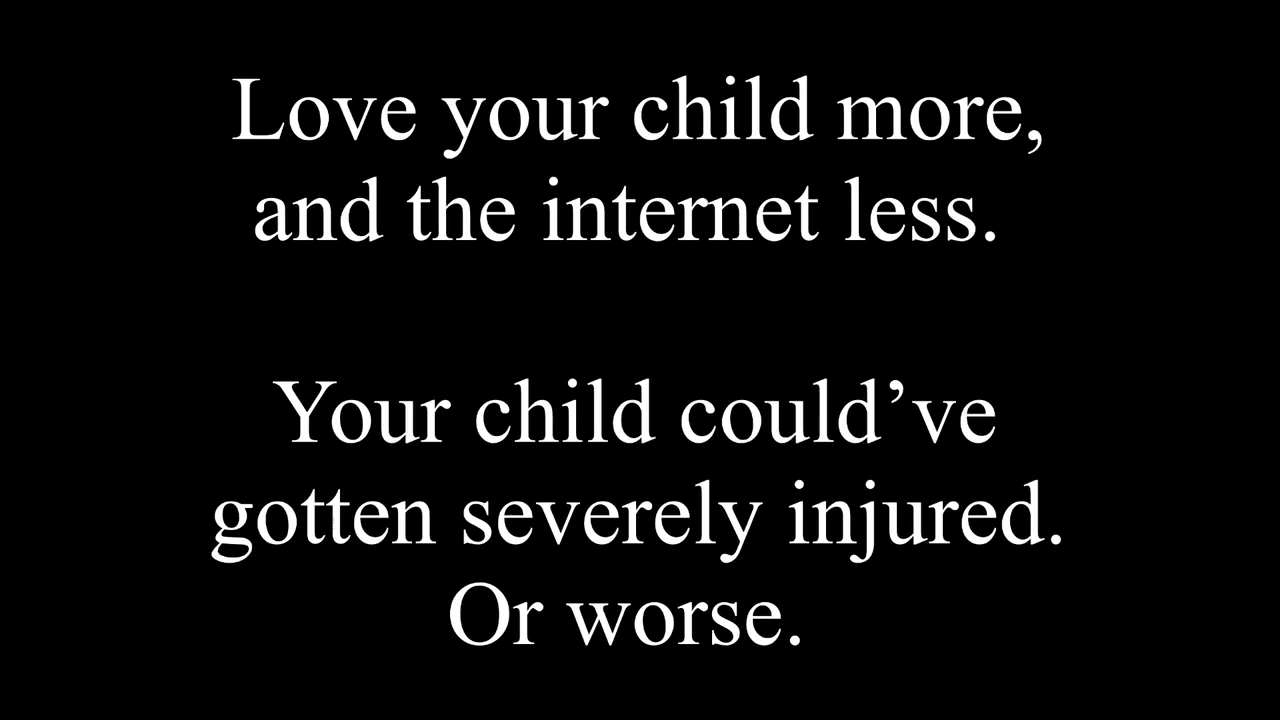 Love your child more,
and the internet less.
Your child could’ve
gotten severely injured.
Or worse.